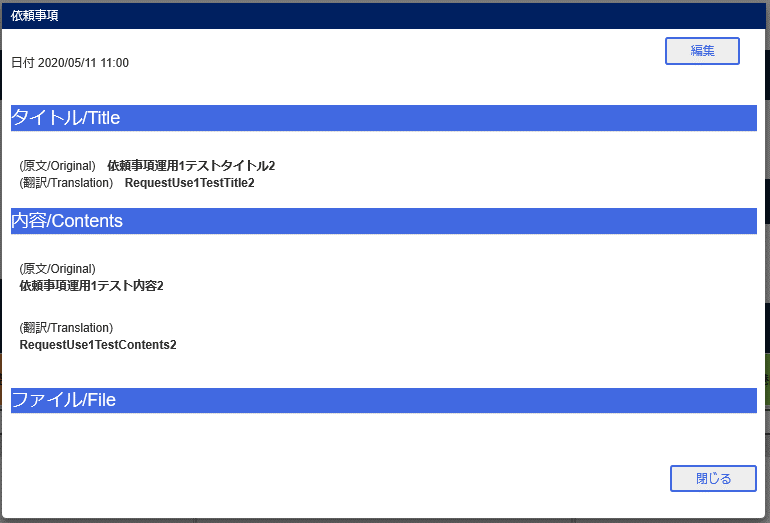 依頼事項
編集
日付 2020/05/11 11:00
タイトル/Title
(原文/Original) 依頼事項運用1テストタイトル2
(翻訳/Translation) RequestUse1TestTitle2
内容/Contents
(原文/Original)
依頼事項運用1テスト内容2
(翻訳/Translation)
RequestUse1TestContents2
ファイル/File
閉じる